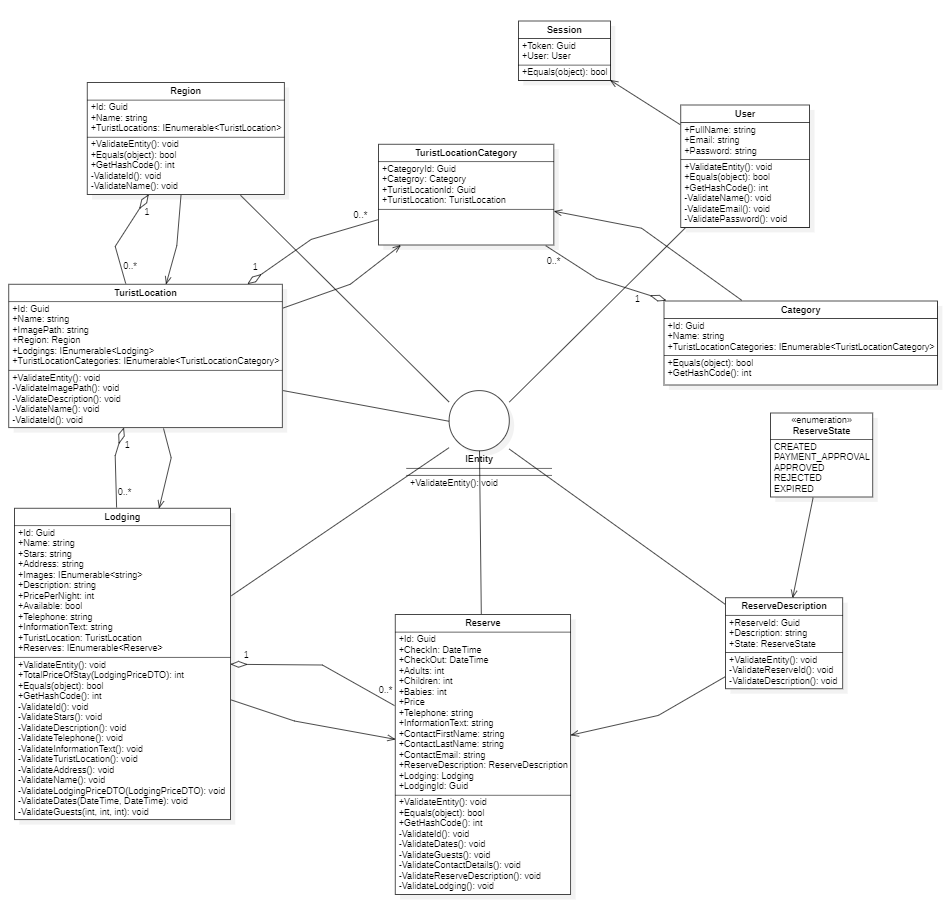 Session
+Token: Guid
+User: User
+Equals(object): bool
Region
+Id: Guid
+Name: string
+TuristLocations: IEnumerable<TuristLocation>
+ValidateEntity(): void
+Equals(object): bool
+GetHashCode(): int
-ValidateId(): void
-ValidateName(): void
1
0..*
User
+FullName: string
+Email: string
+Password: string
+ValidateEntity(): void
+Equals(object): bool
+GetHashCode(): int
-ValidateName(): void
-ValidateEmail(): void
-ValidatePassword(): void
TuristLocationCategory
+CategoryId: Guid
+Categroy: Category
+TuristLocationId: Guid
+TuristLocation: TuristLocation
0..*
1
0..*
1
TuristLocation
+Id: Guid
+Name: string
+ImagePath: string
+Region: Region
+Lodgings: IEnumerable<Lodging>
+TuristLocationCategories: IEnumerable<TuristLocationCategory>
+ValidateEntity(): void
-ValidateImagePath(): void
-ValidateDescription(): void
-ValidateName(): void
-ValidateId(): void
1
0..*
Category
+Id: Guid
+Name: string
+TuristLocationCategories: IEnumerable<TuristLocationCategory>
+Equals(object): bool
+GetHashCode(): int
IEntity
+ValidateEntity(): void
«enumeration»
ReserveState
CREATED
PAYMENT_APPROVAL
APPROVED
REJECTED
EXPIRED
Lodging
+Id: Guid
+Name: string
+Stars: string
+Address: string
+Images: IEnumerable<string>
+Description: string
+PricePerNight: int
+Available: bool
+Telephone: string
+InformationText: string
+TuristLocation: TuristLocation
+Reserves: IEnumerable<Reserve>
+ValidateEntity(): void
+TotalPriceOfStay(LodgingPriceDTO): int
+Equals(object): bool
+GetHashCode(): int
-ValidateId(): void
-ValidateStars(): void
-ValidateDescription(): void
-ValidateTelephone(): void
-ValidateInformationText(): void
-ValidateTuristLocation(): void
-ValidateAddress(): void
-ValidateName(): void
-ValidateLodgingPriceDTO(LodgingPriceDTO): void
-ValidateDates(DateTime, DateTime): void
-ValidateGuests(int, int, int): void
1
0..*
Reserve
+Id: Guid
+CheckIn: DateTime
+CheckOut: DateTime
+Adults: int
+Children: int
+Babies: int
+Price
+Telephone: string
+InformationText: string
+ContactFirstName: string
+ContactLastName: string
+ContactEmail: string
+ReserveDescription: ReserveDescription
+Lodging: Lodging
+LodgingId: Guid
+ValidateEntity(): void
+Equals(object): bool
+GetHashCode(): int
-ValidateId(): void
-ValidateDates(): void
-ValidateGuests(): void
-ValidateContactDetails(): void
-ValidateReserveDescription(): void
-ValidateLodging(): void
ReserveDescription
+ReserveId: Guid
+Description: string
+State: ReserveState
+ValidateEntity(): void
-ValidateReserveId(): void
-ValidateDescription(): void